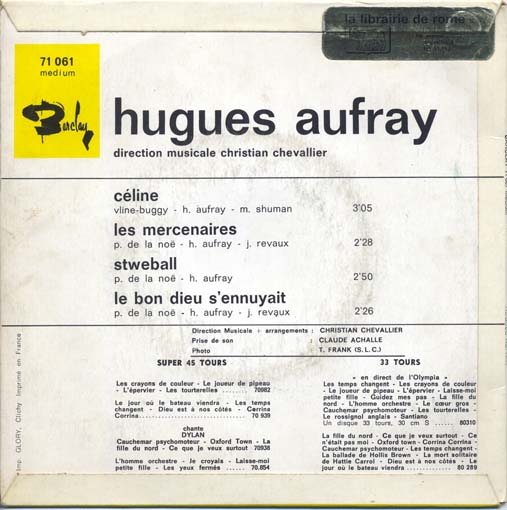 la librairie de rome
71 061
medium
Barclay
hugues aufray
direction musicale christian chevallier
céline
vline-buggy - h. aufray - m. shuman 3'05
les mercenaires
p. de la noë - h. aufray - j. revaux 2'28
stweball
p. de la noë - h. aufray 2'50
le bon dieu s'ennuyait
p. de la noë - h. aufray - j. revaux 2'26
Direction Musicale + arrangements : CHRISTIAN CHEVALLIER
Prise de son : CLAUDE ACHALLE
Photo : T. FRANK (S.L.C.)
SUPER 45 TOURS
Les crayons de couleur - Le joueur de pipeau
- L'épervier - Les tourterelles ........... 70982
Le jour où le bateau viendra - Les temps
changent - Dieu est à nos côtés - Corrina
Corrina ........... 70 939
chante
DYLAN
Cauchemar psychomoteur - Oxford Town - La
fille du nord - Ce que je veux surtout 70938
L'homme orchestre - Je croyais - Laisse-moi
petite fille - Les yeux fermés ...... 70.854
33 TOURS
« en direct de l'Olympia »
Les temps changent - Les crayons de couleur
- Le joueur de pipeau - L'épervier - Laisse-moi
petite fille - Guidez mes pas - La fille du
nord - L'homme orchestre - Le cœur gros -
Cauchemar psychomoteur - Les tourterelles -
Le rossignol anglais - Santiano
Un disque 33 tours, 30 cm S ...... 80310
La fille du nord - Ce que je veux surtout - Ce
n'était pas moi - Oxford town - Corrina Corrina -
Cauchemar psychomoteur - Les temps changent -
La ballade de Hollis Brown - La mort solitaire
de Hattie Carrol - Dieu est à nos côtés - Le
jour où le bateau viendra ........... 80 289
Imp. GLORY, Clichy Imprimé en France